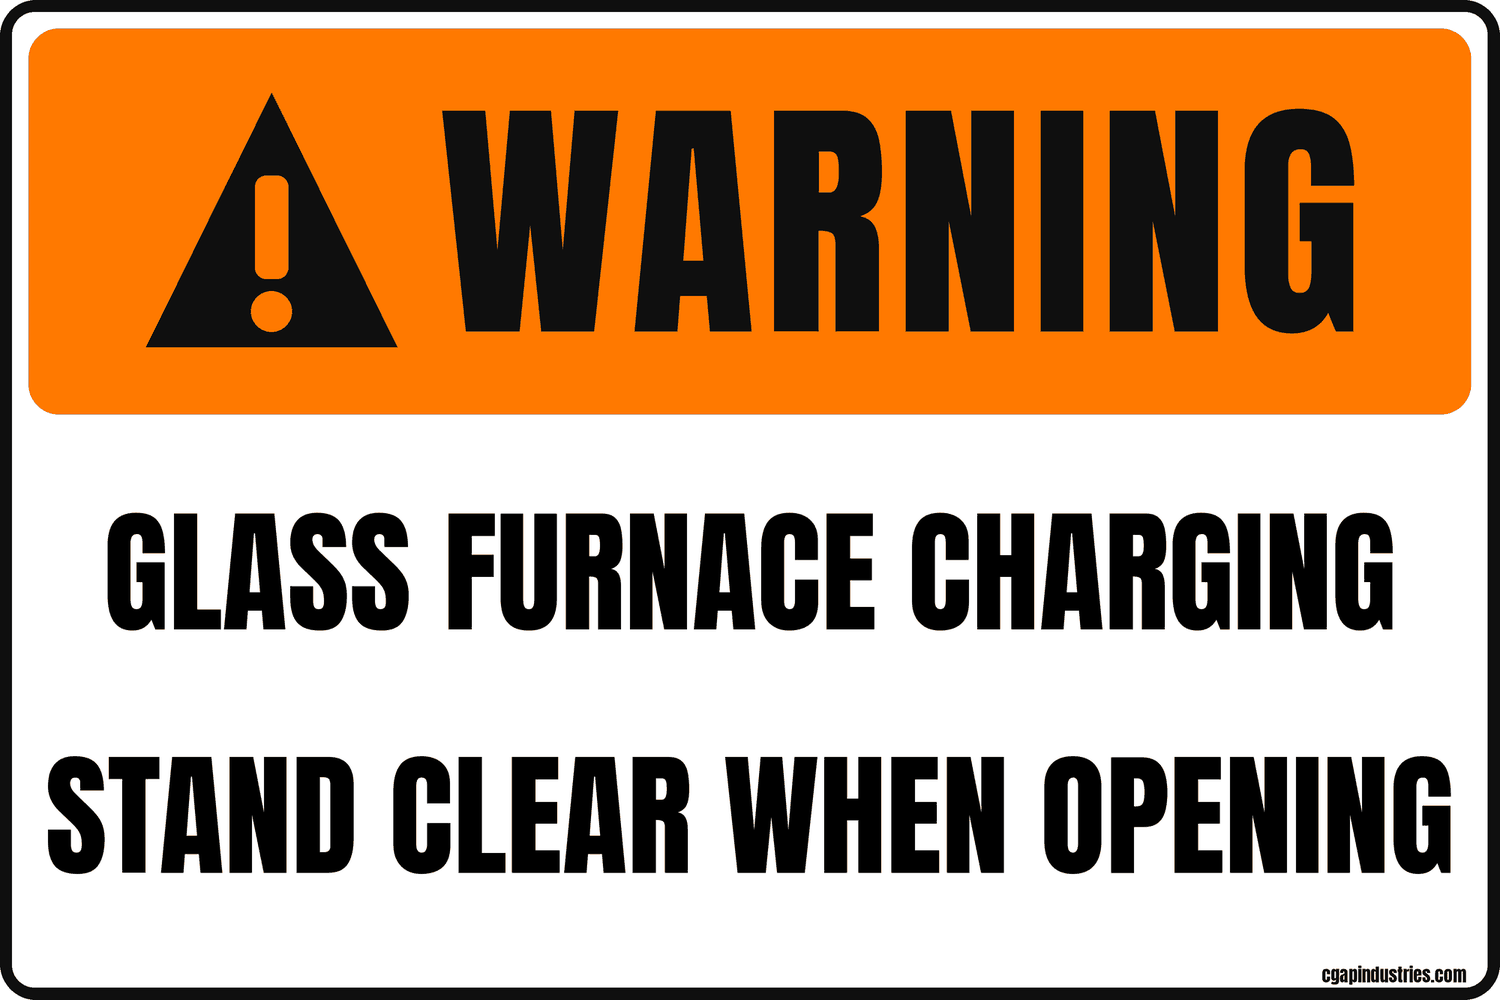 WARNING
GLASS FURNACE CHARGING
STAND CLEAR WHEN OPENING
cgapindustries.com